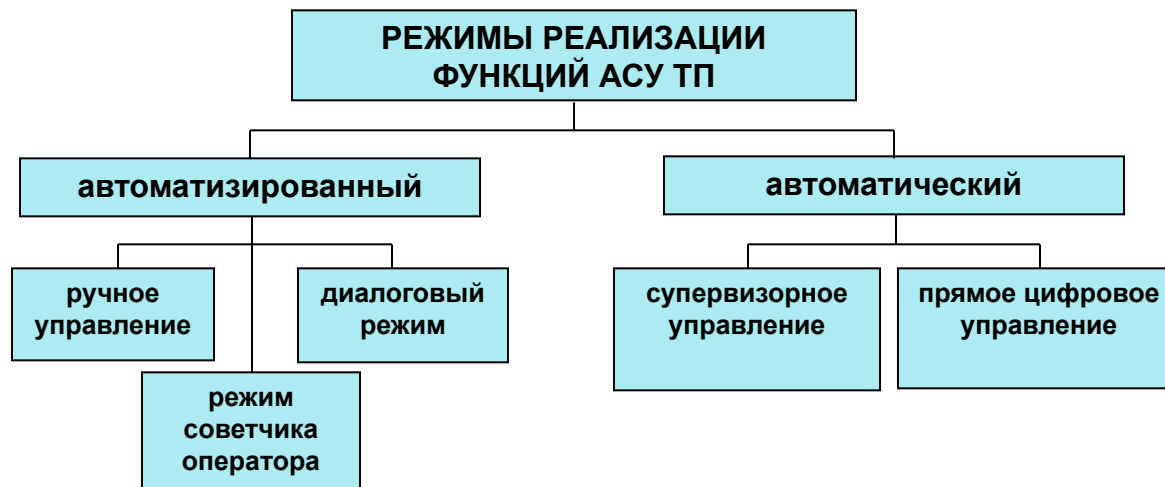 РЕЖИМЫ РЕАЛИЗАЦИИ
ФУНКЦИЙ АСУ ТП
автоматизированный
автоматический
ручное
управление
диалоговый
режим
режим
советчика
оператора
супервизорное
управление
прямое цифровое
управление